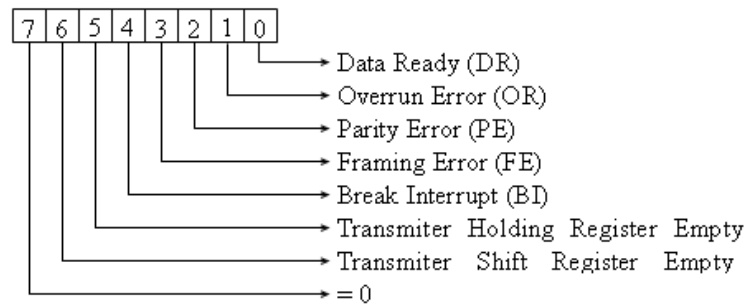 7 6 5 4 3 2 1 0
Data Ready (DR)
Overrun Error (OR)
Parity Error (PE)
Framing Error (FE)
Break Interrupt (BI)
Transmiter Holding Register Empty
Transmiter Shift Register Empty
= 0